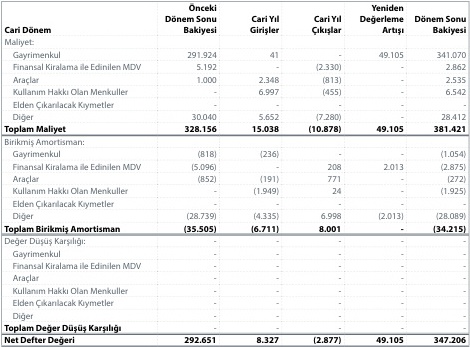 Cari Dönem Önceki Dönem Sonu Bakiyesi Cari Yıl Girişler Cari Yıl Çıkışlar Yeniden Değerleme Artışı Dönem Sonu Bakiyesi
Maliyet:
Gayrimenkul 291.924 41 - 49.105 341.070
Finansal Kiralama ile Edinilen MDV 5.192 - (2.330) - 2.862
Araçlar 1.000 2.348 (813) - 2.535
Kullanım Hakkı Olan Menkuller - 6.997 (455) - 6.542
Elden Çıkarılacak Kıymetler - - - - -
Diğer 30.040 5.652 (7.280) - 28.412
Toplam Maliyet 328.156 15.038 (10.878) 49.105 381.421
Birikmiş Amortisman:
Gayrimenkul (818) (236) - - (1.054)
Finansal Kiralama ile Edinilen MDV (5.096) - 208 2.013 (2.875)
Araçlar (852) (191) 771 - (272)
Kullanım Hakkı Olan Menkuller - (1.949) 24 - (1.925)
Elden Çıkarılacak Kıymetler - - - - -
Diğer (28.739) (4.335) 6.998 (2.013) (28.089)
Toplam Birikmiş Amortisman (35.505) (6.711) 8.001 - (34.215)
Değer Düşüş Karşılığı: - - - - -
Gayrimenkul - - - - -
Finansal Kiralama ile Edinilen MDV - - - - -
Araçlar - - - - -
Kullanım Hakkı Olan Menkuller - - - - -
Elden Çıkarılacak Kıymetler - - - - -
Diğer - - - - -
Toplam Değer Düşüş Karşılığı - - - - -
Net Defter Değeri 292.651 8.327 (2.877) 49.105 347.206